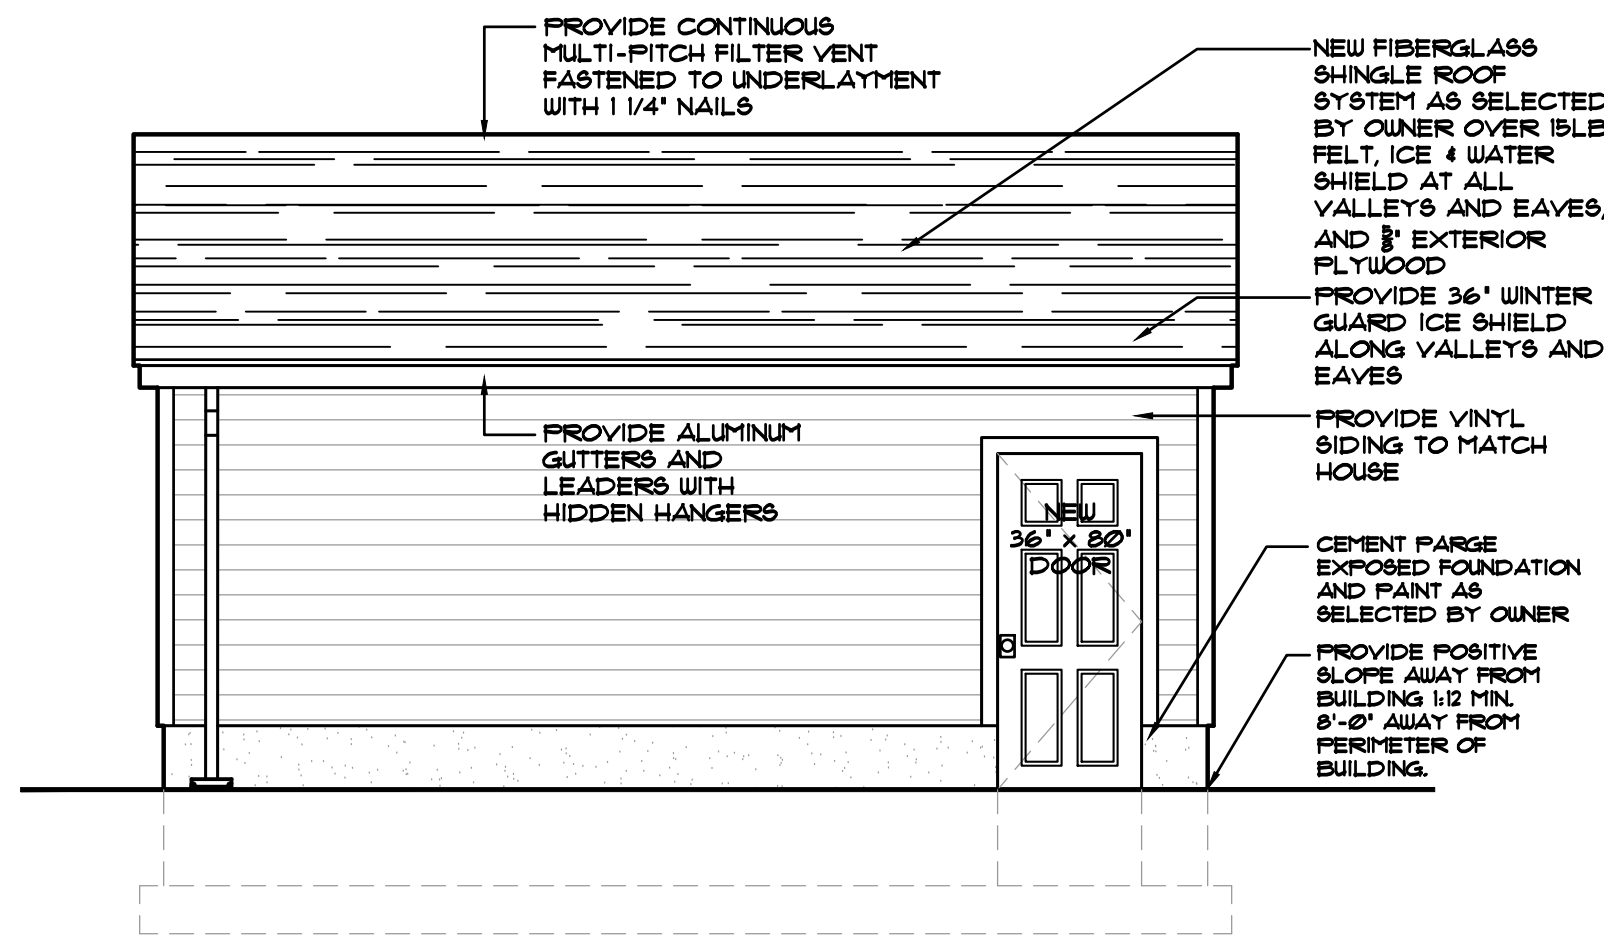 PROVIDE CONTINUOUS
MULTI-PITCH FILTER VENT
FASTENED TO UNDERLAYMENT
WITH 1 1/4" NAILS
NEW FIBERGLASS
SHINGLE ROOF
SYSTEM AS SELECTED
BY OWNER OVER 15LB
FELT, ICE & WATER
SHIELD AT ALL
VALLEYS AND EAVES,
AND " EXTERIOR
PLYWOOD
PROVIDE 36" WINTER
GUARD ICE SHIELD
ALONG VALLEYS AND
EAVES
PROVIDE VINYL
SIDING TO MATCH
HOUSE
PROVIDE ALUMINUM
GUTTERS AND
LEADERS WITH
HIDDEN HANGERS
NEW
36" x 80"
DOOR
CEMENT PARGE
EXPOSED FOUNDATION
AND PAINT AS
SELECTED BY OWNER
PROVIDE POSITIVE
SLOPE AWAY FROM
BUILDING 1:12 MIN.
8'-0" AWAY FROM
PERIMETER OF
BUILDING.